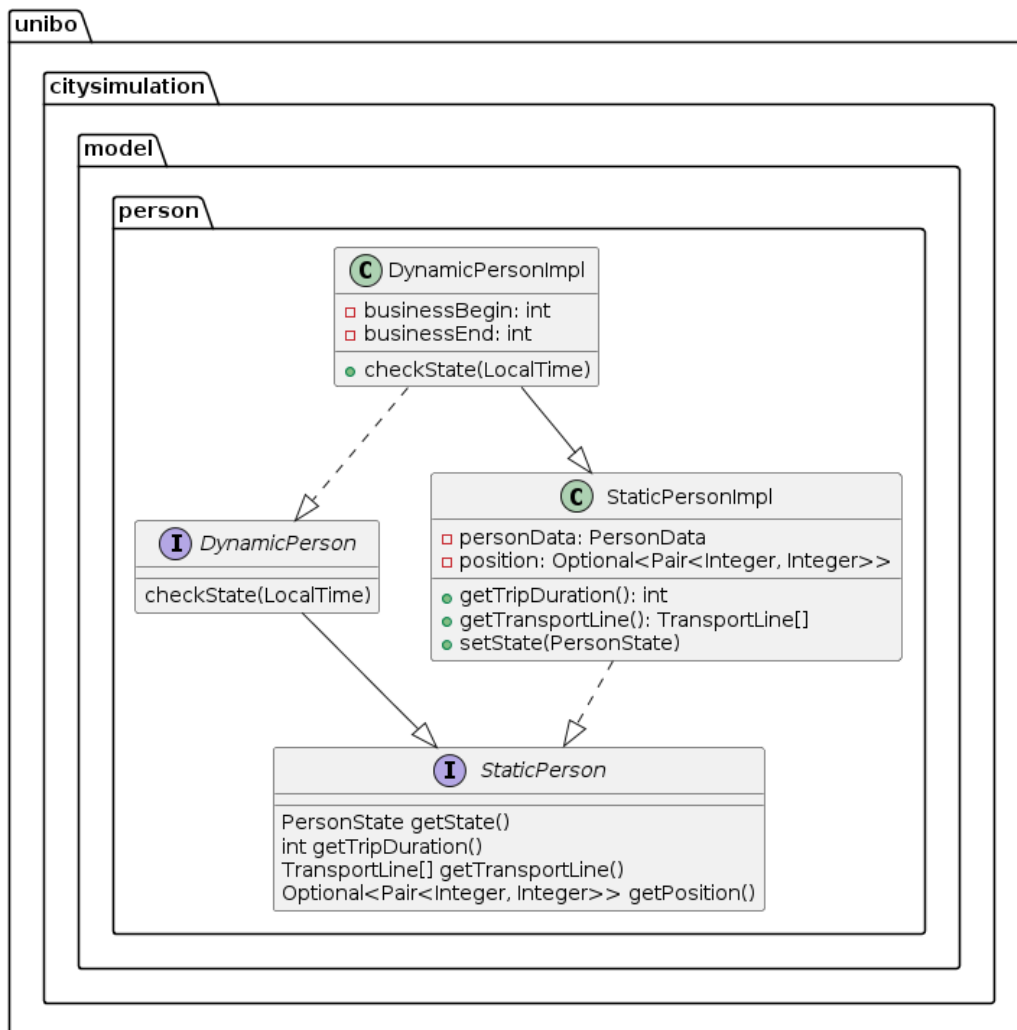 unibo
citysimulation
model
person
C DynamicPersonImpl
businessBegin: int
businessEnd: int
checkState(LocalTime)
I DynamicPerson
checkState(LocalTime)
C StaticPersonImpl
personData: PersonData
position: Optional<Pair<Integer, Integer>>
getTripDuration(): int
getTransportLine(): TransportLine[]
setState(PersonState)
I StaticPerson
PersonState getState()
int getTripDuration()
TransportLine[] getTransportLine()
Optional<Pair<Integer, Integer>> getPosition()